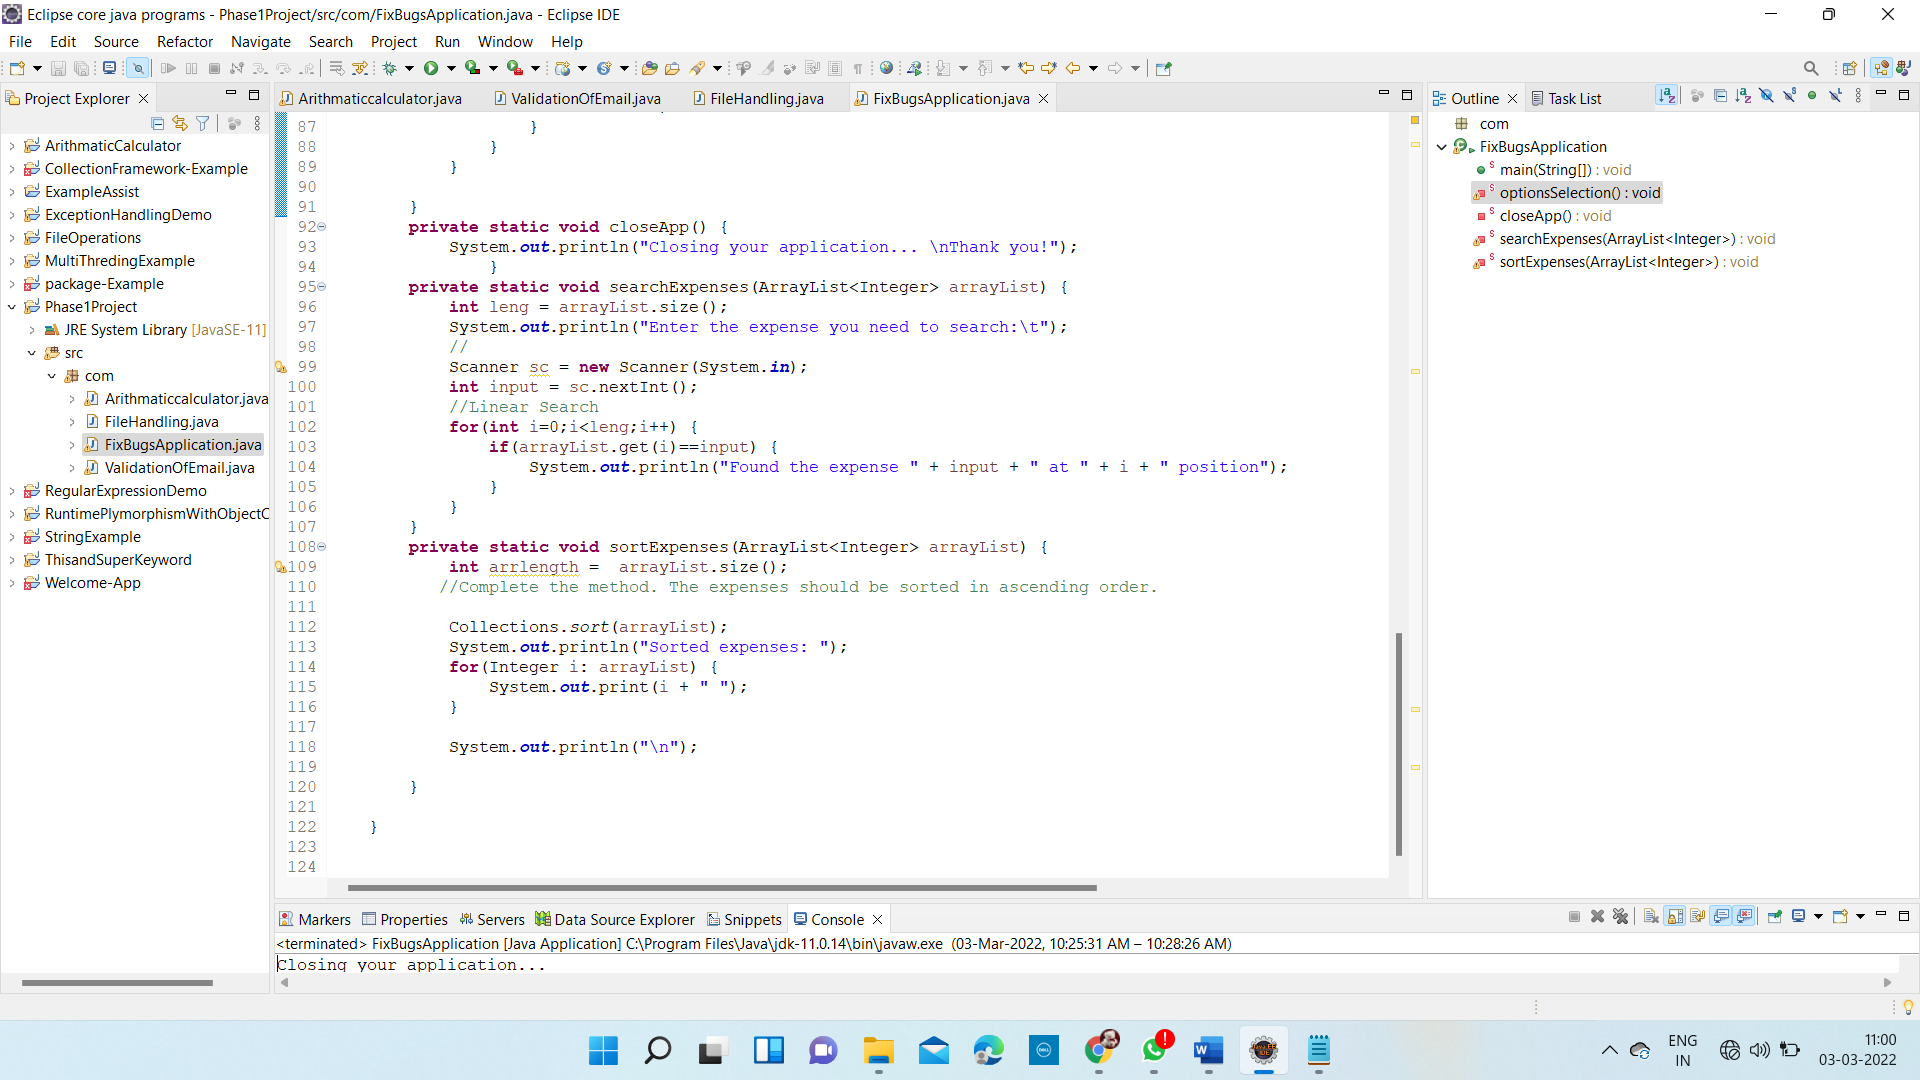 Eclipse core java programs - Phase1Project/src/com/FixBugsApplication.java - Eclipse IDE
File Edit Source Refactor Navigate Search Project Run Window Help
Project Explorer
ArithmaticCalculator
CollectionFramework-Example
ExampleAssist
ExceptionHandlingDemo
FileOperations
MultiThredingExample
package-Example
Phase1Project
JRE System Library [JavaSE-11]
src
com
Arithmaticcalculator.java
FileHandling.java
FixBugsApplication.java
ValidationOfEmail.java
RegularExpressionDemo
RuntimePlymorphismWithObjectC
StringExample
ThisandSuperKeyword
Welcome-App
Arithmaticcalculator.java ValidationOfEmail.java FileHandling.java FixBugsApplication.java
87 }
88 }
89 }
90
91 }
92 private static void closeApp() {
93 System.out.println("Closing your application... \nThank you!");
94 }
95 private static void searchExpenses(ArrayList<Integer> arrayList) {
96 int leng = arrayList.size();
97 System.out.println("Enter the expense you need to search:\t");
98 //
99 Scanner sc = new Scanner(System.in);
100 int input = sc.nextInt();
101 //Linear Search
102 for(int i=0;i<leng;i++) {
103 if(arrayList.get(i)==input) {
104 System.out.println("Found the expense " + input + " at " + i + " position");
105 }
106 }
107 }
108 private static void sortExpenses(ArrayList<Integer> arrayList) {
109 int arrlength =  arrayList.size();
110 //Complete the method. The expenses should be sorted in ascending order.
111
112 Collections.sort(arrayList);
113 System.out.println("Sorted expenses: ");
114 for(Integer i: arrayList) {
115 System.out.print(i + " ");
116 }
117
118 System.out.println("\n");
119
120 }
121
122 }
123
124
Outline Task List
com
FixBugsApplication
main(String[]) : void
optionsSelection() : void
closeApp() : void
searchExpenses(ArrayList<Integer>) : void
sortExpenses(ArrayList<Integer>) : void
Markers Properties Servers Data Source Explorer Snippets Console
<terminated> FixBugsApplication [Java Application] C:\Program Files\Java\jdk-11.0.14\bin\javaw.exe (03-Mar-2022, 10:25:31 AM – 10:28:26 AM)
Closing your application...
ENG
IN
11:00
03-03-2022